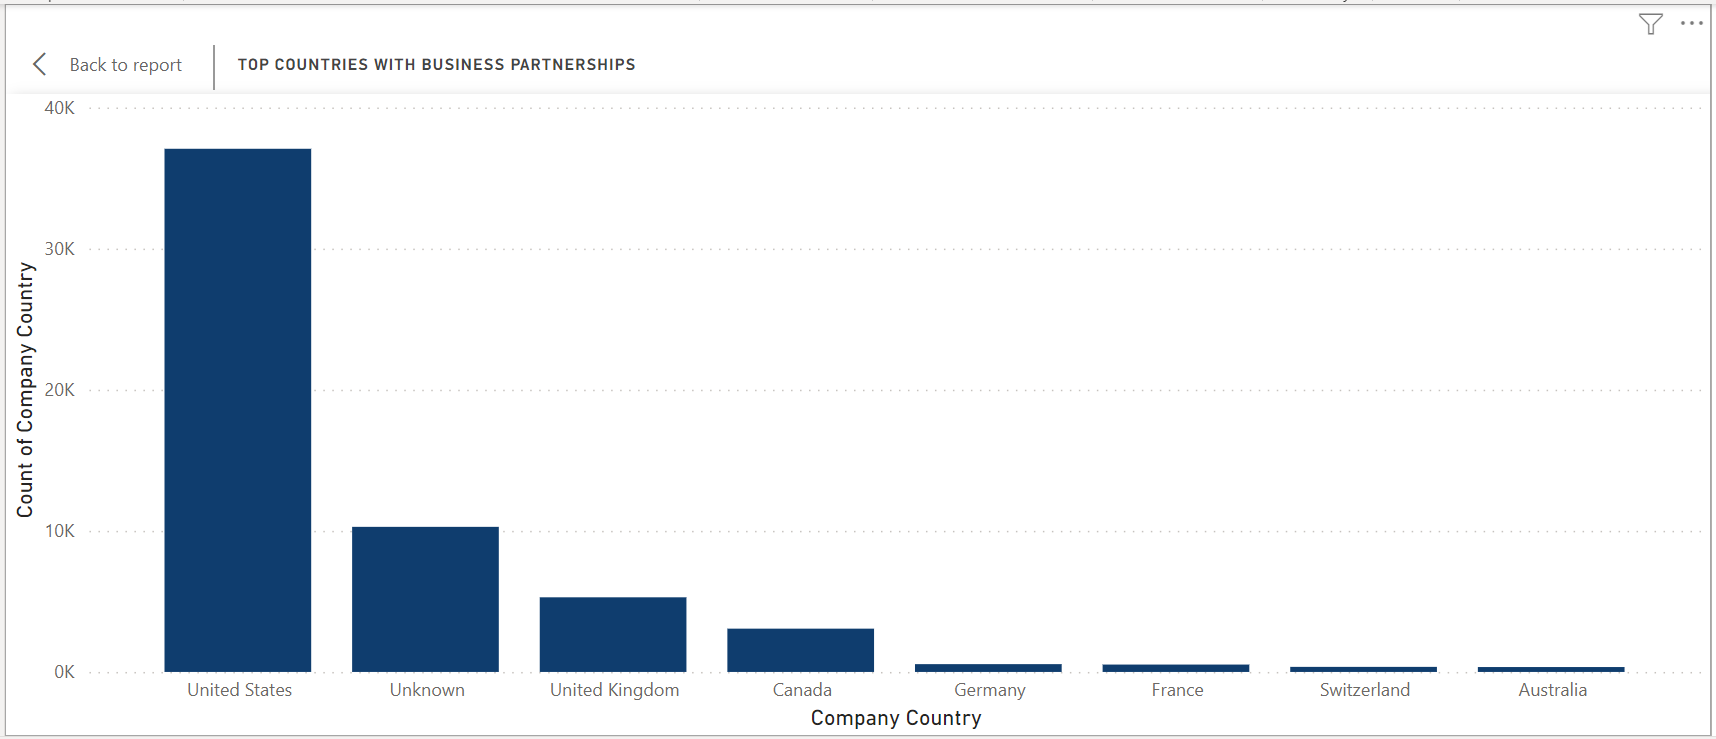 Back to report
TOP COUNTRIES WITH BUSINESS PARTNERSHIPS
40K
30K
20K
10K
0K
Count of Company Country
United States
Unknown
United Kingdom
Canada
Germany
France
Switzerland
Australia
Company Country